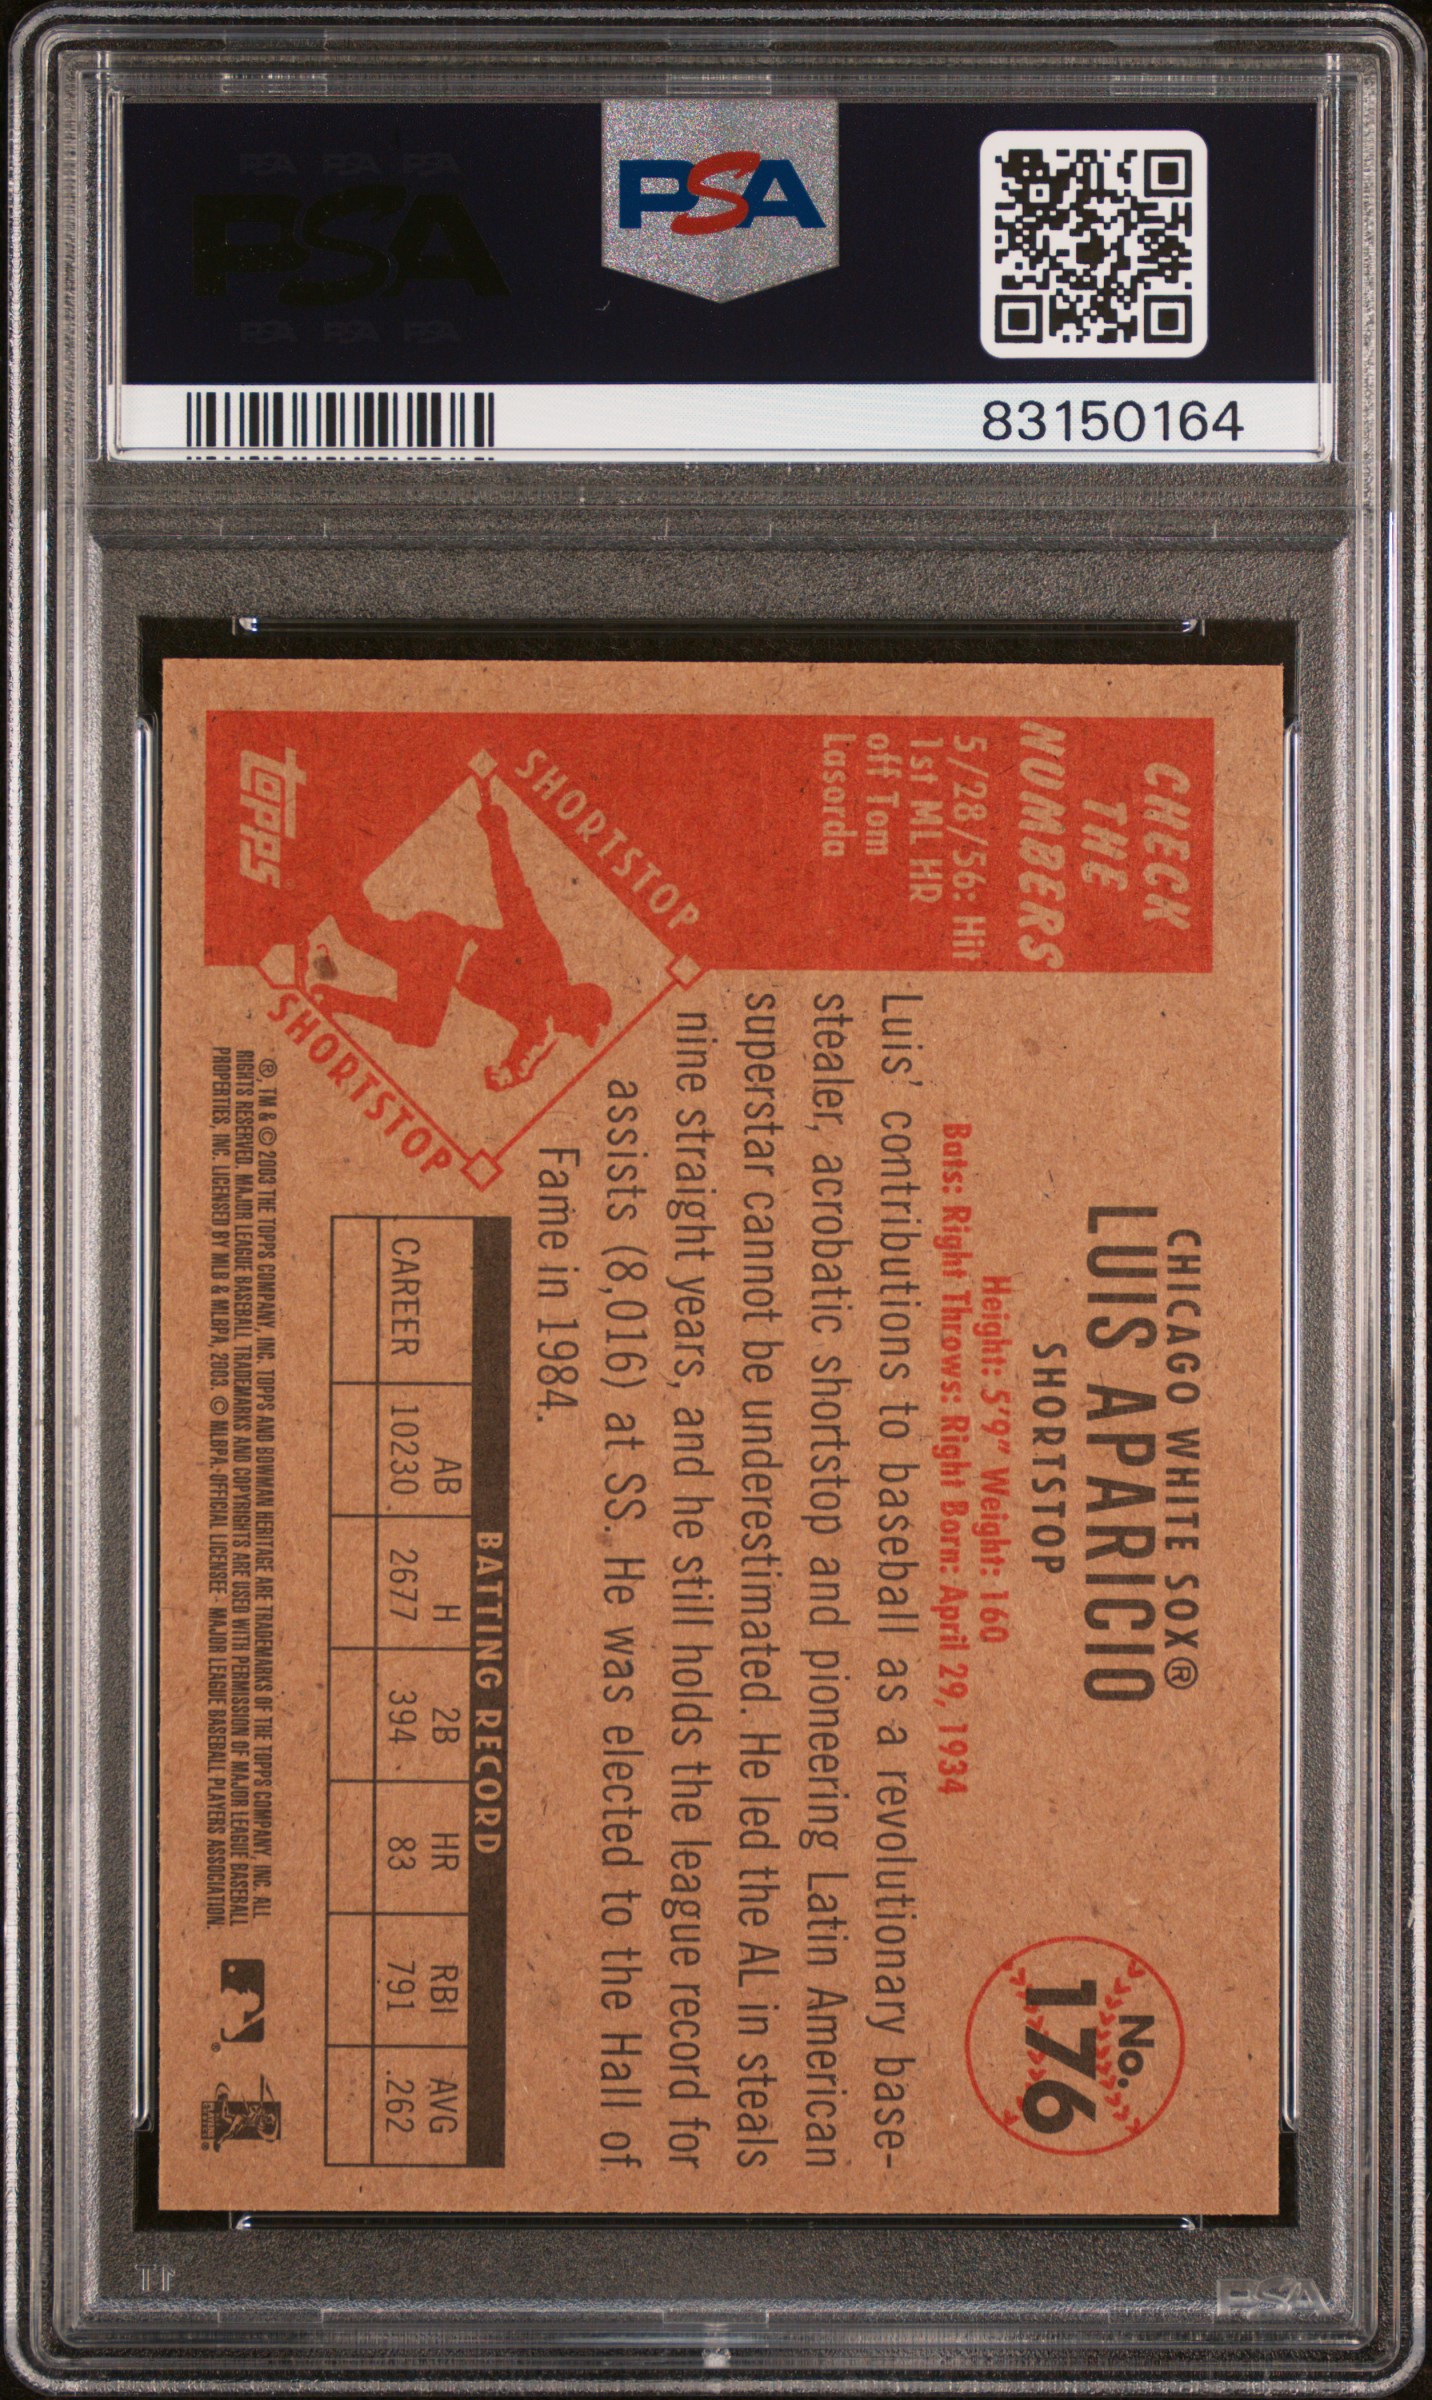 PSA PSA PSA
PSA
PSA PSA PSA
PSA
83150164
CHECK
THE
NUMBERS
5/28/56: Hit
1st ML HR
off Tom
Lasorda
SHORTSTOP
SHORTSTOP
TOPPS
CHICAGO WHITE SOX®
LUIS APARICIO
SHORTSTOP
Height: 5'9" Weight: 160
Bats: Right Throws: Right Born: April 29, 1934
No.
176
Luis' contributions to baseball as a revolutionary base-
stealer, acrobatic shortstop and pioneering Latin American
superstar cannot be underestimated. He led the AL in steals
nine straight years, and he still holds the league record for
assists (8,016) at SS. He was elected to the Hall of
Fame in 1984.
BATTING RECORD
AB H 2B HR RBI AVG
CAREER 10230 2677 394 83 791 .262
®, TM & © 2003 THE TOPPS COMPANY, INC. TOPPS AND BOWMAN HERITAGE ARE TRADEMARKS OF THE TOPPS COMPANY, INC. ALL
RIGHTS RESERVED. MAJOR LEAGUE BASEBALL TRADEMARKS AND COPYRIGHTS ARE USED WITH PERMISSION OF MAJOR LEAGUE BASEBALL
PROPERTIES, INC. LICENSED BY MLB & MLBPA, 2003. © MLBPA-OFFICIAL LICENSEE- MAJOR LEAGUE BASEBALL PLAYERS ASSOCIATION.
PSA